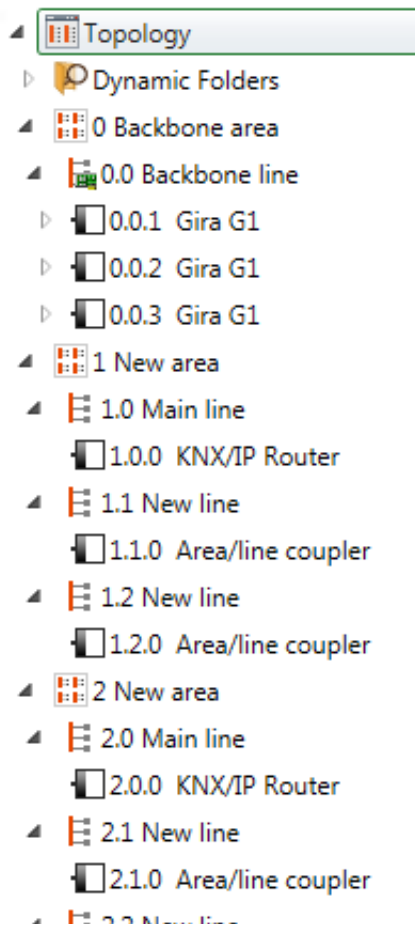 Topology
Dynamic Folders
0 Backbone area
0.0 Backbone line
0.0.1 Gira G1
0.0.2 Gira G1
0.0.3 Gira G1
1 New area
1.0 Main line
1.0.0 KNX/IP Router
1.1 New line
1.1.0 Area/line coupler
1.2 New line
1.2.0 Area/line coupler
2 New area
2.0 Main line
2.0.0 KNX/IP Router
2.1 New line
2.1.0 Area/line coupler
2.2 New line